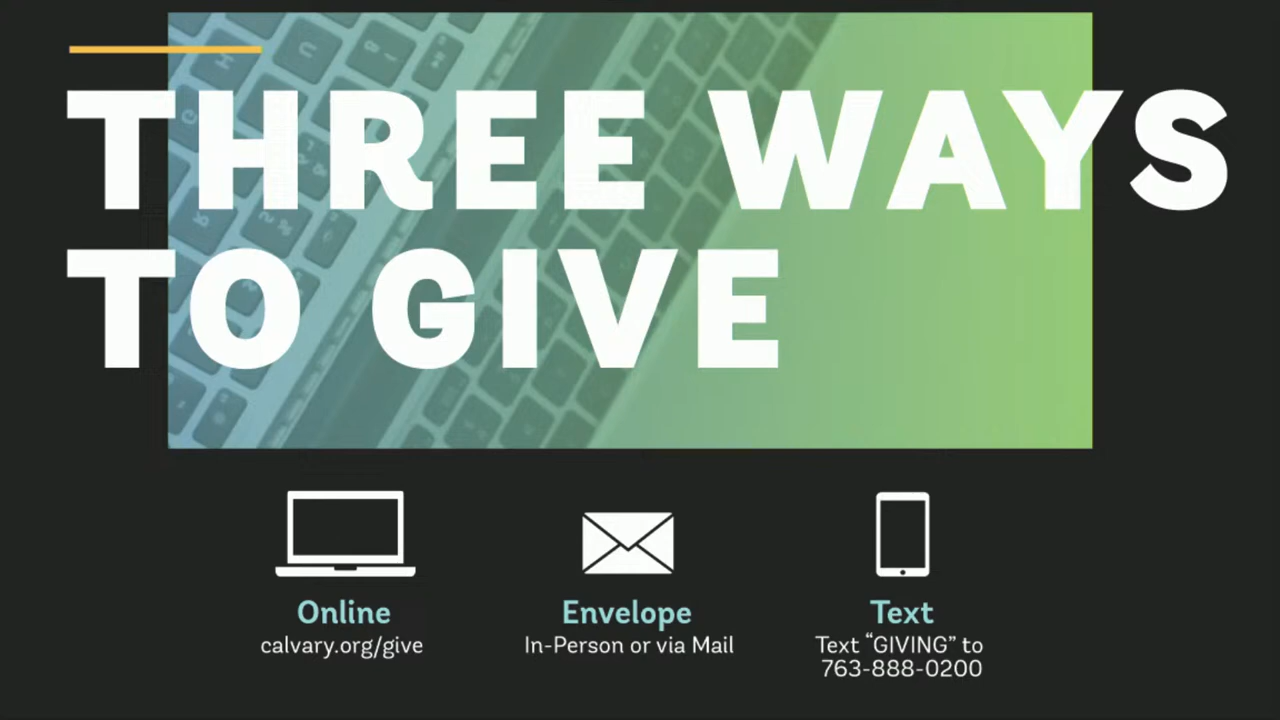 THREE WAYS
TO GIVE
Online
calvary.org/give
Envelope
In-Person or via Mail
Text
Text “GIVING” to
763-888-0200